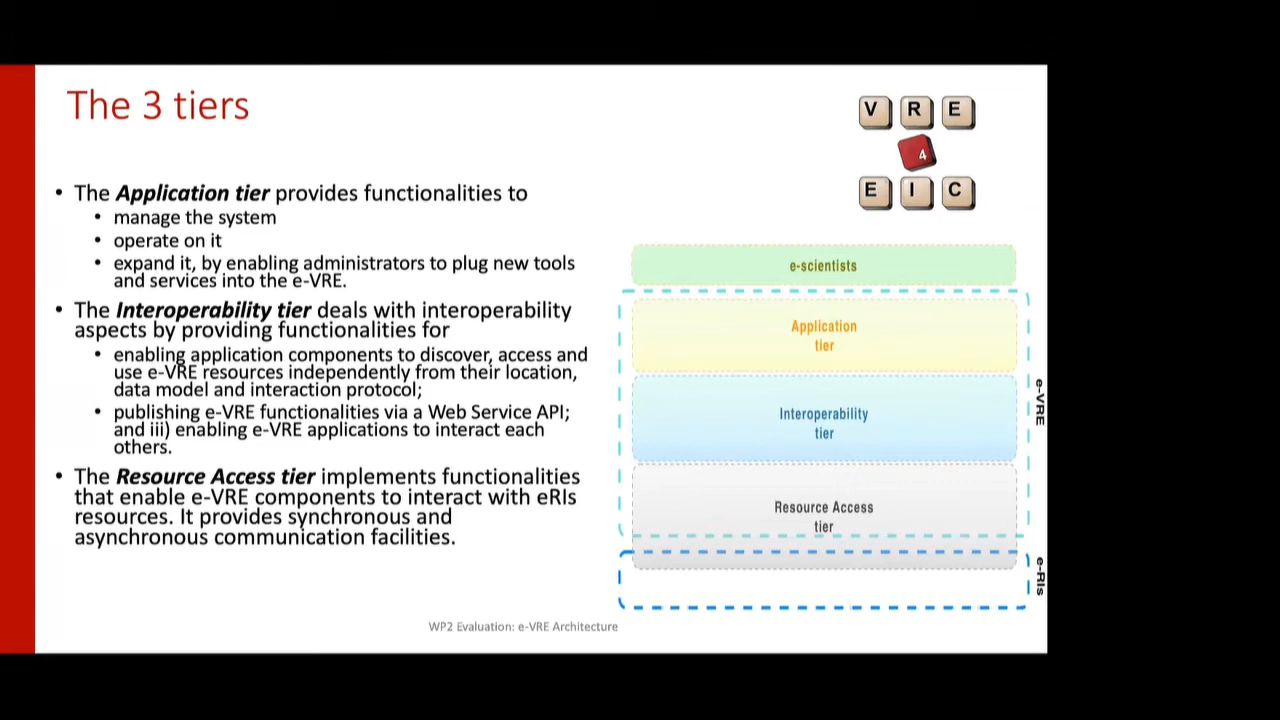 The 3 tiers
V R E
4
E I C
• The Application tier provides functionalities to
• manage the system
• operate on it
• expand it, by enabling administrators to plug new tools
and services into the e-VRE.
• The Interoperability tier deals with interoperability
aspects by providing functionalities for
• enabling application components to discover, access and
use e-VRE resources independently from their location,
data model and interaction protocol;
• publishing e-VRE functionalities via a Web Service API;
and iii) enabling e-VRE applications to interact each
others.
• The Resource Access tier implements functionalities
that enable e-VRE components to interact with eRIs
resources. It provides synchronous and
asynchronous communication facilities.
e-scientists
Application
tier
Interoperability
tier
Resource Access
tier
e-VRE
e-RIs
WP2 Evaluation: e-VRE Architecture